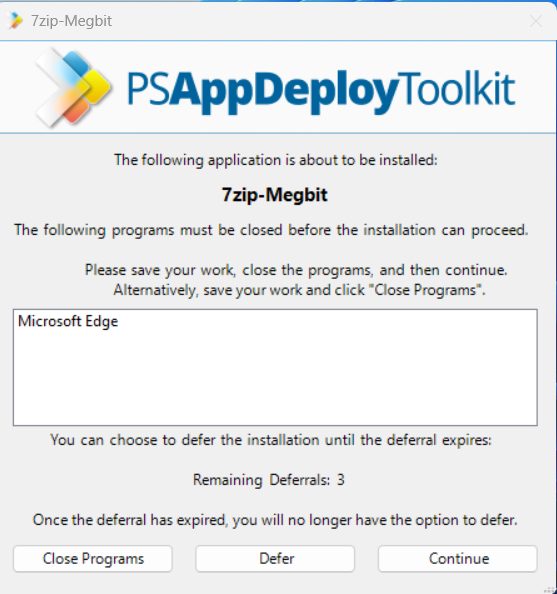 7zip-Megbit
PSAppDeployToolkit
The following application is about to be installed:
7zip-Megbit
The following programs must be closed before the installation can proceed.
Please save your work, close the programs, and then continue.
Alternatively, save your work and click "Close Programs".
Microsoft Edge
You can choose to defer the installation until the deferral expires:
Remaining Deferrals: 3
Once the deferral has expired, you will no longer have the option to defer.
Close Programs
Defer
Continue